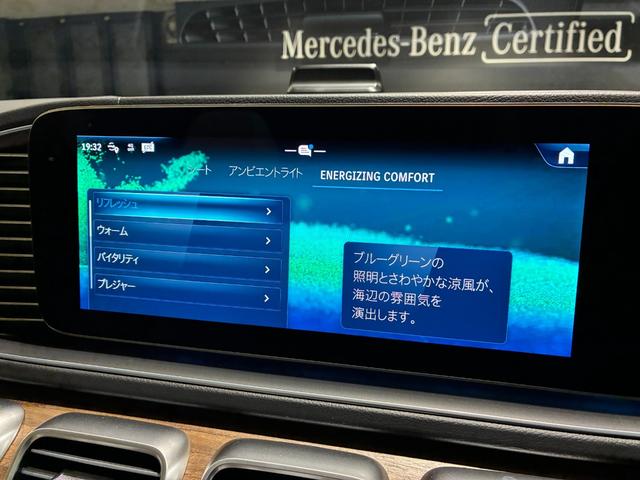 Mercedes-Benz Certified
19:32
シート アンビエントライト ENERGIZING COMFORT
リフレッシュ
ウォーム
バイタリティ
プレジャー
ブルーグリーンの
照明とさわやかな涼風が、
海辺の雰囲気を
演出します。